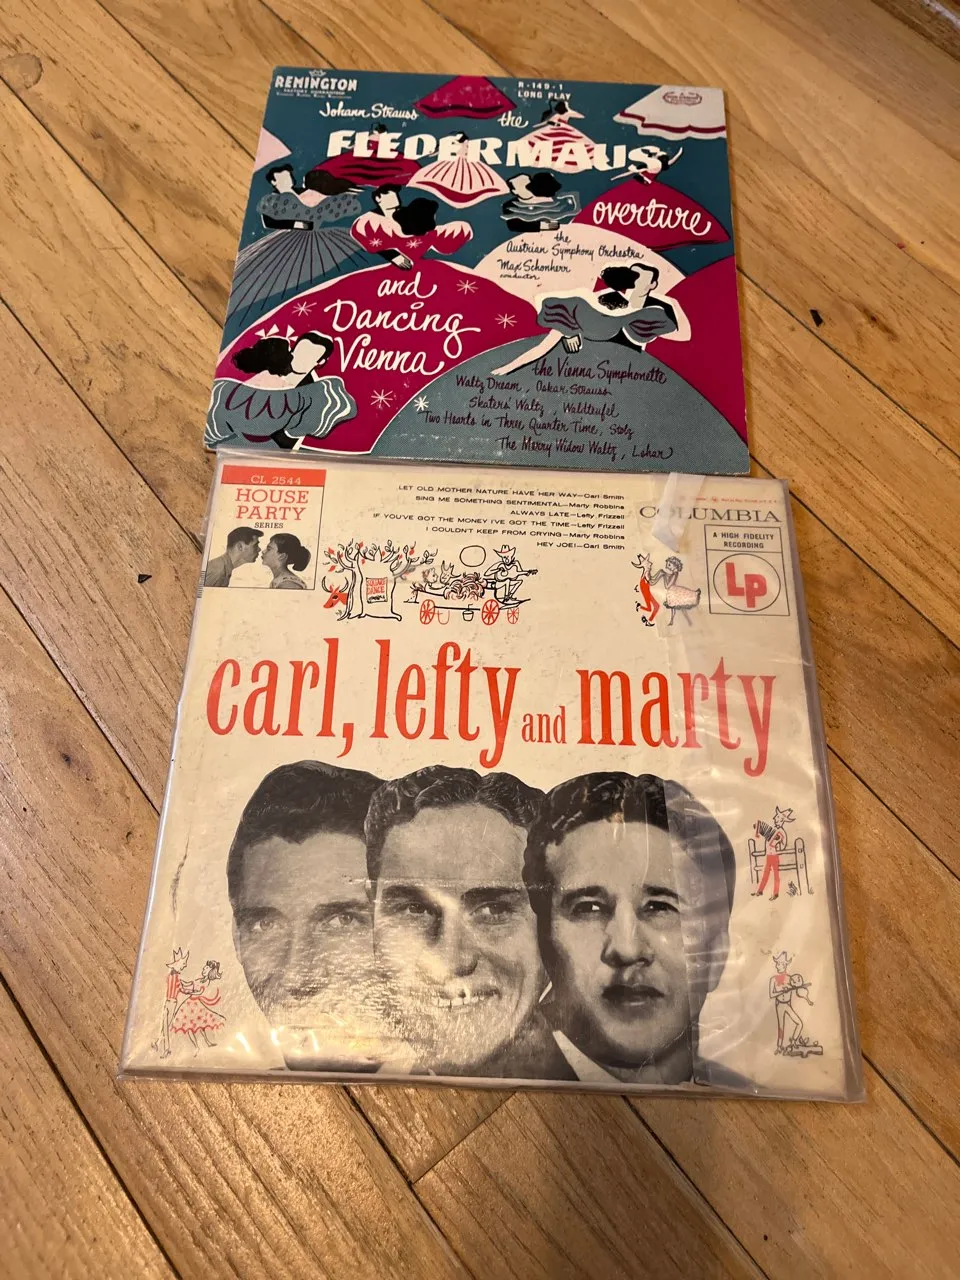 REMINGTON
R-149-1
LONG PLAY
Johann Strauss the
FLEDERMAUS
overture
the
Austrian Symphony Orchestra
Max Schonherr
conductor
and
Dancing
Vienna
the Vienna Symphonette
Waltz Dream, Oskar Strauss
Skaters' Waltz, Waldteufel
Two Hearts in Three Quarter Time, Stolz
The Merry Widow Waltz, Lehar
CL 2544
HOUSE
PARTY
SERIES
LET OLD MOTHER NATURE HAVE HER WAY—Carl Smith
SING ME SOMETHING SENTIMENTAL—Marty Robbins
ALWAYS LATE—Lefty Frizzell
IF YOU'VE GOT THE MONEY I'VE GOT THE TIME—Lefty Frizzell
I COULDN'T KEEP FROM CRYING—Marty Robbins
HEY JOE!—Carl Smith
COLUMBIA
A HIGH FIDELITY
RECORDING
LP
SQUARE
DANCE
carl, lefty and marty